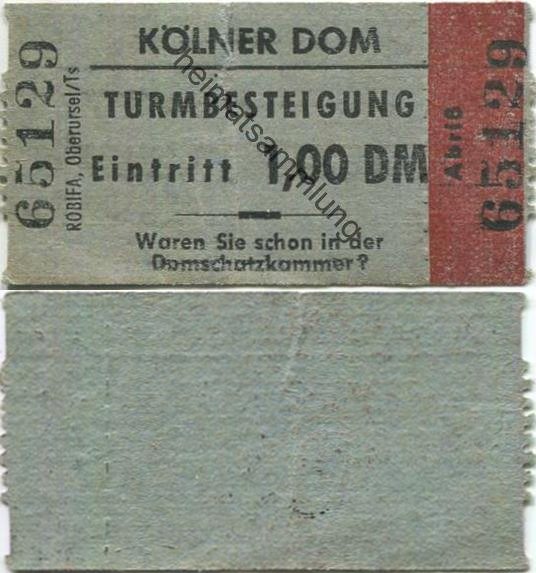 65129
ROBIFA, Oberursel/Ts
KÖLNER DOM
TURMBESTEIGUNG
Eintritt 1,00 DM
Waren Sie schon in der
Domschatzkammer?
Abriß
65129
heimatsammlung